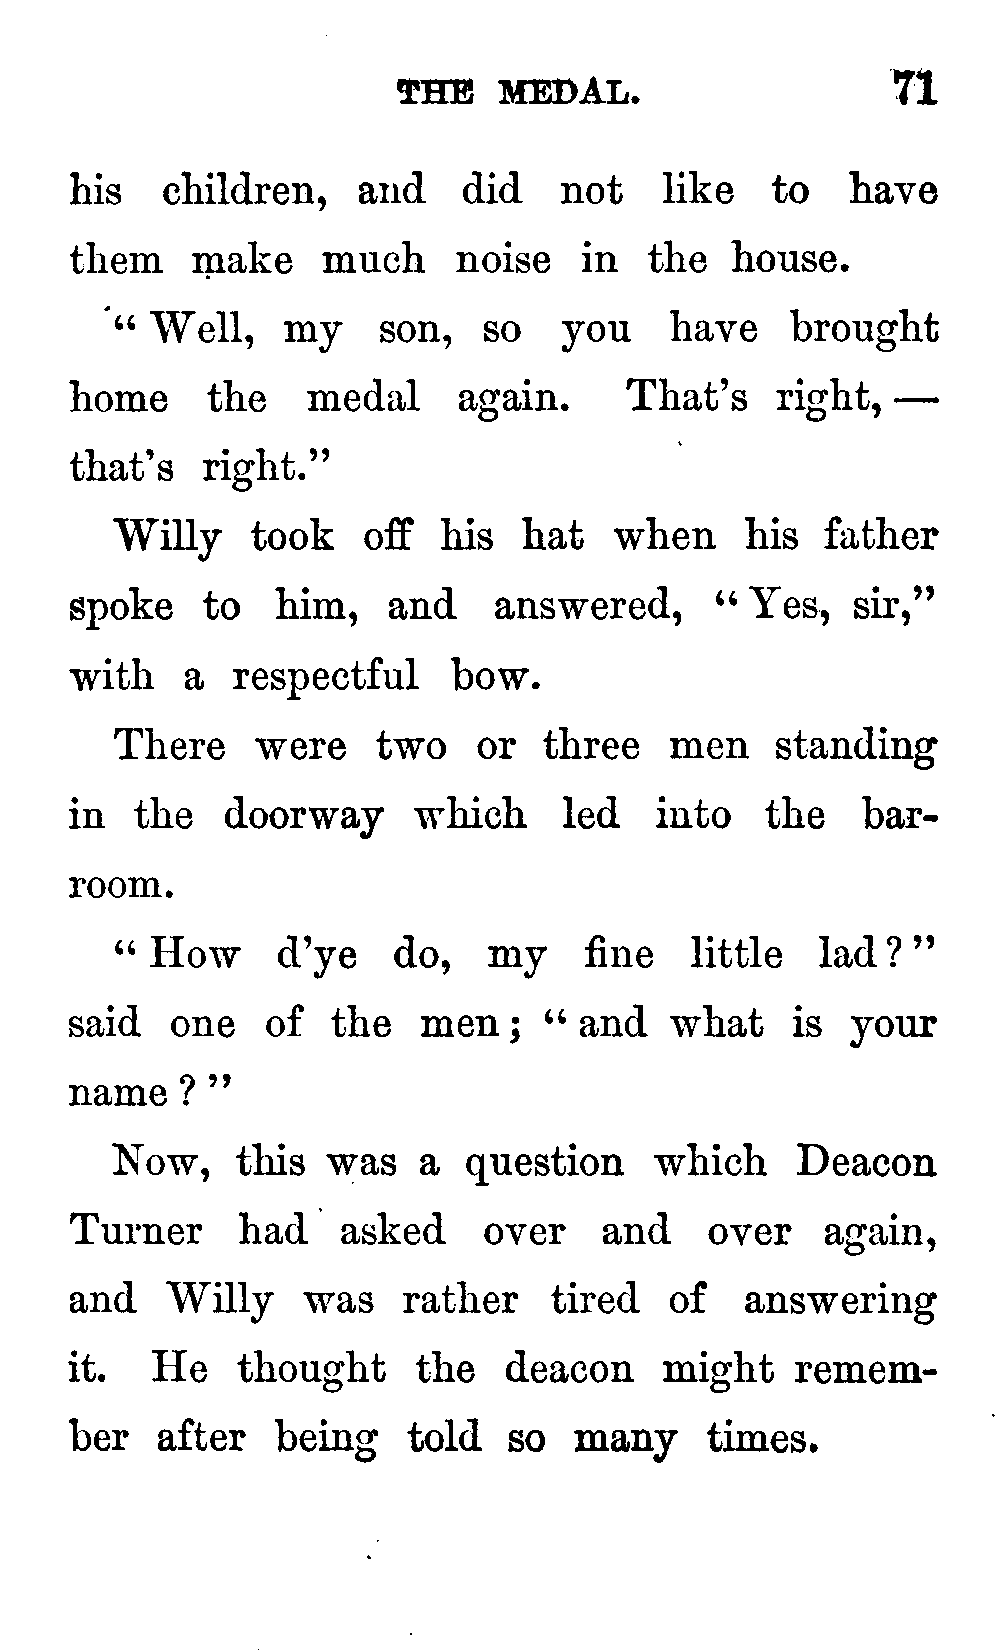 THE MEDAL. 71
his children, and did not like to have
them make much noise in the house.
"Well, my son, so you have brought
home the medal again. That's right, —
that's right."
Willy took off his hat when his father
spoke to him, and answered, "Yes, sir,"
with a respectful bow.
There were two or three men standing
in the doorway which led into the bar-
room.
"How d'ye do, my fine little lad?"
said one of the men; "and what is your
name?"
Now, this was a question which Deacon
Turner had asked over and over again,
and Willy was rather tired of answering
it. He thought the deacon might remem-
ber after being told so many times.